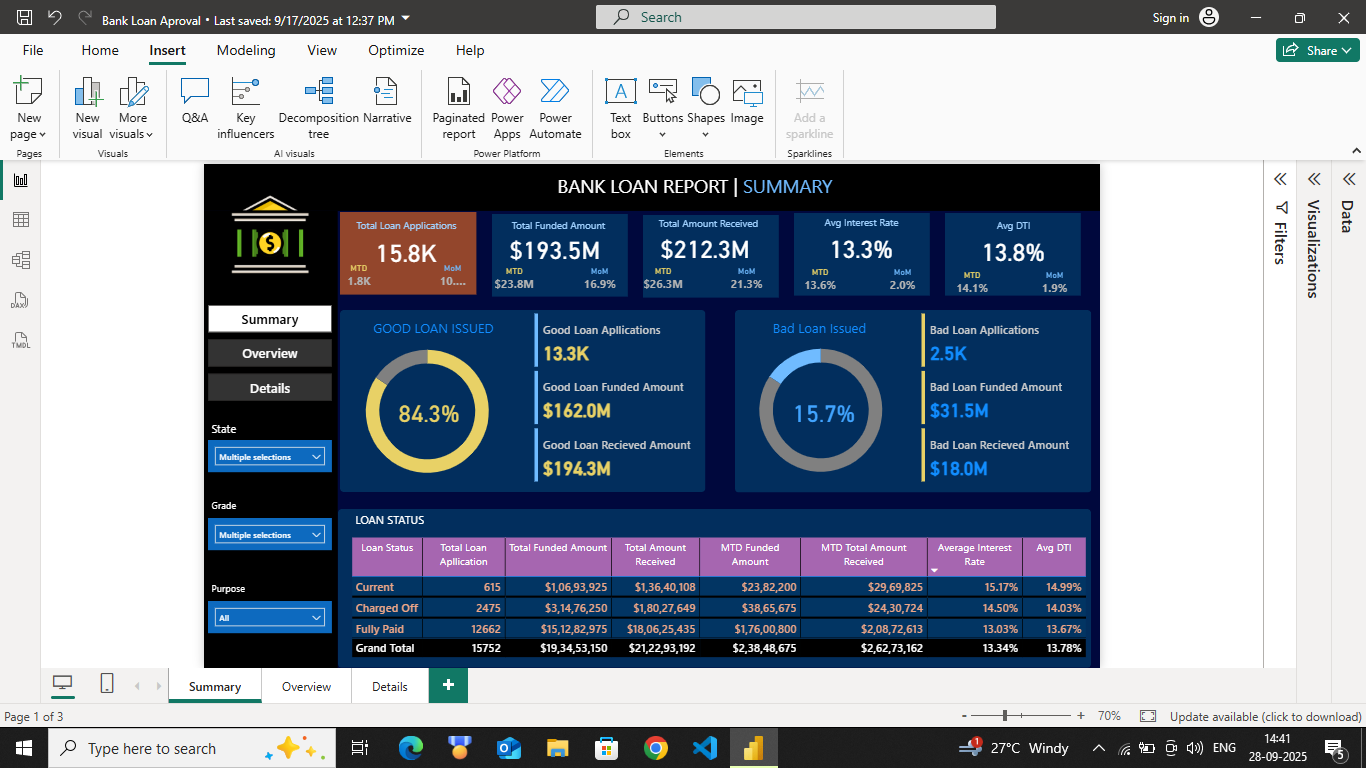 Bank Loan Aproval • Last saved: 9/17/2025 at 12:37 PM
Search
Sign in
File
Home
Insert
Modeling
View
Optimize
Help
Share
New page
New visual
More visuals
Q&A
Key influencers
Decomposition tree
Narrative
Paginated report
Power Apps
Power Automate
Text box
Buttons
Shapes
Image
Add a sparkline
Pages
Visuals
AI visuals
Power Platform
Elements
Sparklines
DAX
TMDL
BANK LOAN REPORT | SUMMARY
Total Loan Applications
15.8K
MTD
MoM
1.8K
10....
Total Funded Amount
$193.5M
MTD
MoM
$23.8M
16.9%
Total Amount Received
$212.3M
MTD
MoM
$26.3M
21.3%
Avg Interest Rate
13.3%
MTD
MoM
13.6%
2.0%
Avg DTI
13.8%
MTD
MoM
14.1%
1.9%
Summary
Overview
Details
State
Multiple selections
Grade
Multiple selections
Purpose
All
GOOD LOAN ISSUED
84.3%
Good Loan Apllications
13.3K
Good Loan Funded Amount
$162.0M
Good Loan Recieved Amount
$194.3M
Bad Loan Issued
15.7%
Bad Loan Apllications
2.5K
Bad Loan Funded Amount
$31.5M
Bad Loan Recieved Amount
$18.0M
LOAN STATUS
Loan Status Total Loan Apllication Total Funded Amount Total Amount Received MTD Funded Amount MTD Total Amount Received Average Interest Rate Avg DTI
Current 615 $1,06,93,925 $1,36,40,108 $23,82,200 $29,69,825 15.17% 14.99%
Charged Off 2475 $3,14,76,250 $1,80,27,649 $38,65,675 $24,30,724 14.50% 14.03%
Fully Paid 12662 $15,12,82,975 $18,06,25,435 $1,76,00,800 $2,08,72,613 13.03% 13.67%
Grand Total 15752 $19,34,53,150 $21,22,93,192 $2,38,48,675 $2,62,73,162 13.34% 13.78%
Filters
Visualizations
Data
Summary
Overview
Details
Page 1 of 3
70%
Update available (click to download)
Type here to search
1
27°C Windy
ENG
14:41
28-09-2025
5